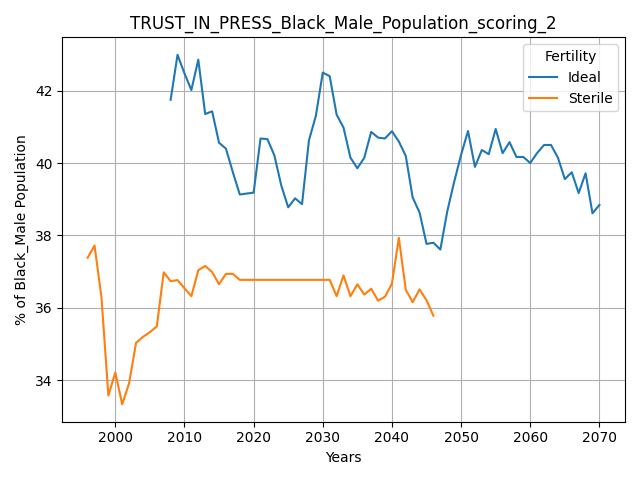 TRUST_IN_PRESS_Black_Male_Population_scoring_2
Fertility
Ideal
Sterile
% of Black_Male Population
42
40
38
36
34
2000 2010 2020 2030 2040 2050 2060 2070
Years